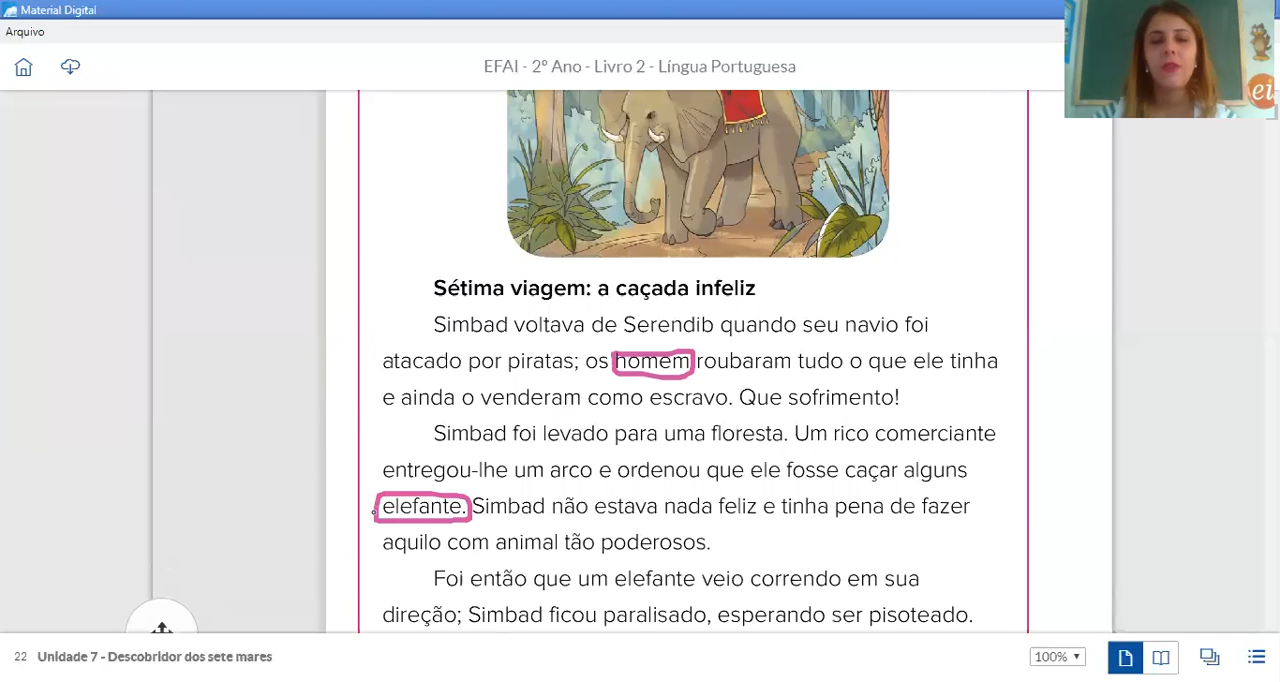 Material Digital
Arquivo
EFAI - 2º Ano - Livro 2 - Língua Portuguesa
ei
Sétima viagem: a caçada infeliz
Simbad voltava de Serendib quando seu navio foi
atacado por piratas; os homem roubaram tudo o que ele tinha
e ainda o venderam como escravo. Que sofrimento!
Simbad foi levado para uma floresta. Um rico comerciante
entregou-lhe um arco e ordenou que ele fosse caçar alguns
elefante. Simbad não estava nada feliz e tinha pena de fazer
aquilo com animal tão poderosos.
Foi então que um elefante veio correndo em sua
direção; Simbad ficou paralisado, esperando ser pisoteado.
22 Unidade 7 - Descobridor dos sete mares
100%